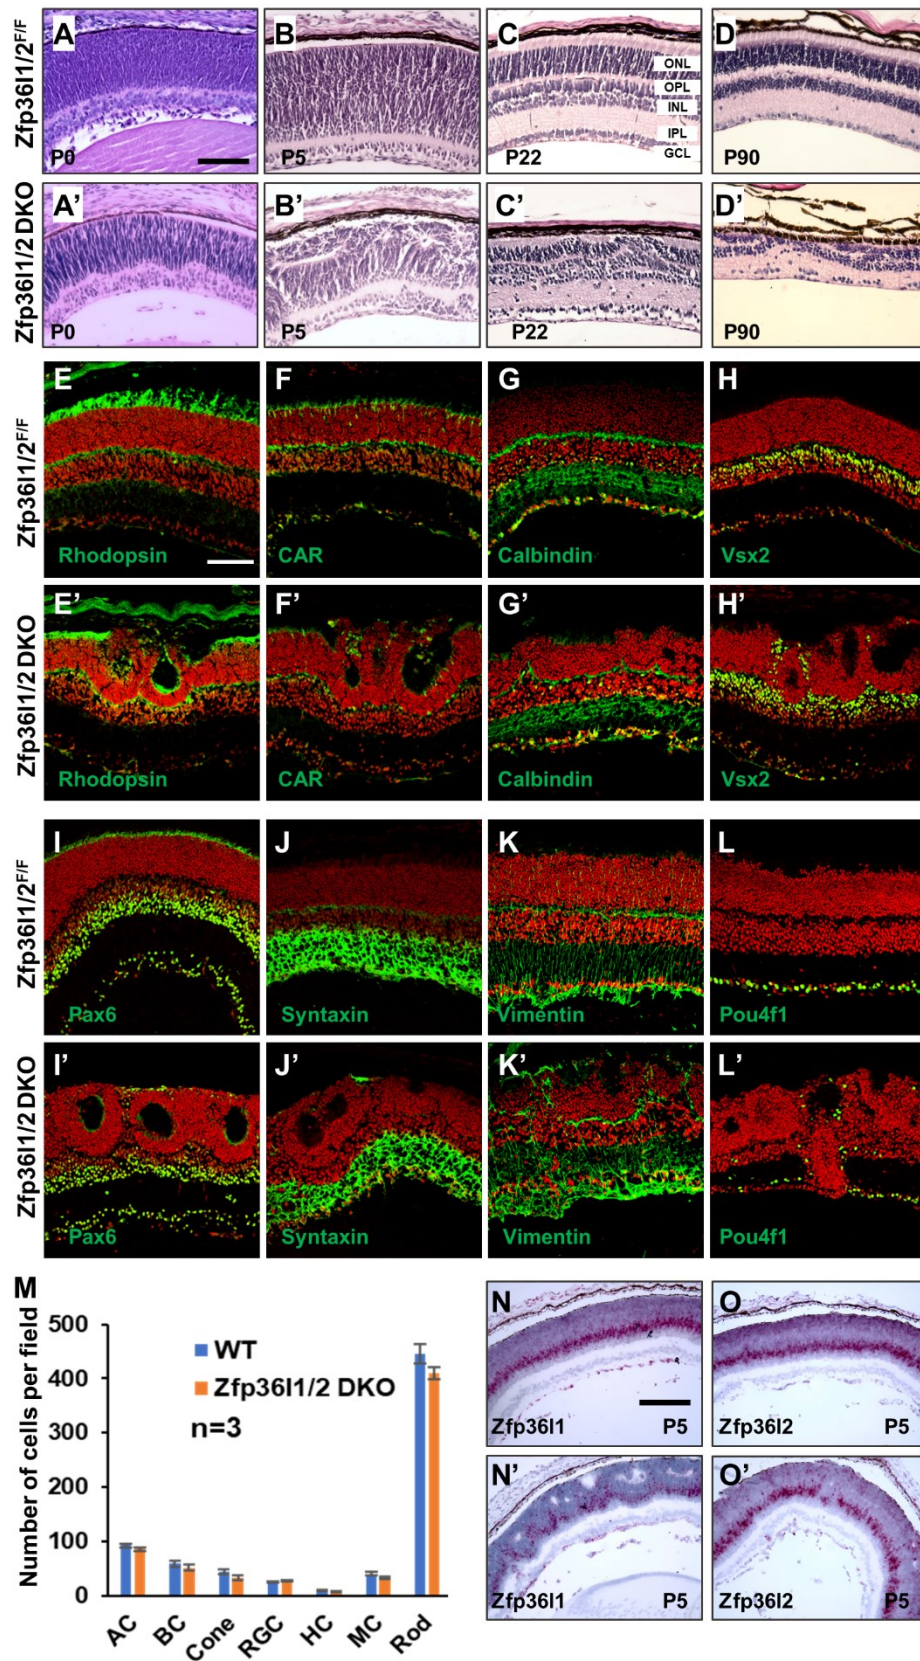 Zfp36l1/2F/F
A
P0
B
P5
C
ONL
OPL
INL
IPL
GCL
P22
D
P90
Zfp36l1/2 DKO
A'
P0
B'
P5
C'
P22
D'
P90
Zfp36l1/2F/F
E
Rhodopsin
F
CAR
G
Calbindin
H
Vsx2
Zfp36l1/2 DKO
E'
Rhodopsin
F'
CAR
G'
Calbindin
H'
Vsx2
Zfp36l1/2F/F
I
Pax6
J
Syntaxin
K
Vimentin
L
Pou4f1
Zfp36l1/2 DKO
I'
Pax6
J'
Syntaxin
K'
Vimentin
L'
Pou4f1
M
Number of cells per field
500
400
300
200
100
0
WT
Zfp36l1/2 DKO
n=3
AC
BC
Cone
RGC
HC
MC
Rod
N
Zfp36l1 P5
O
Zfp36l2 P5
N'
Zfp36l1 P5
O'
Zfp36l2 P5